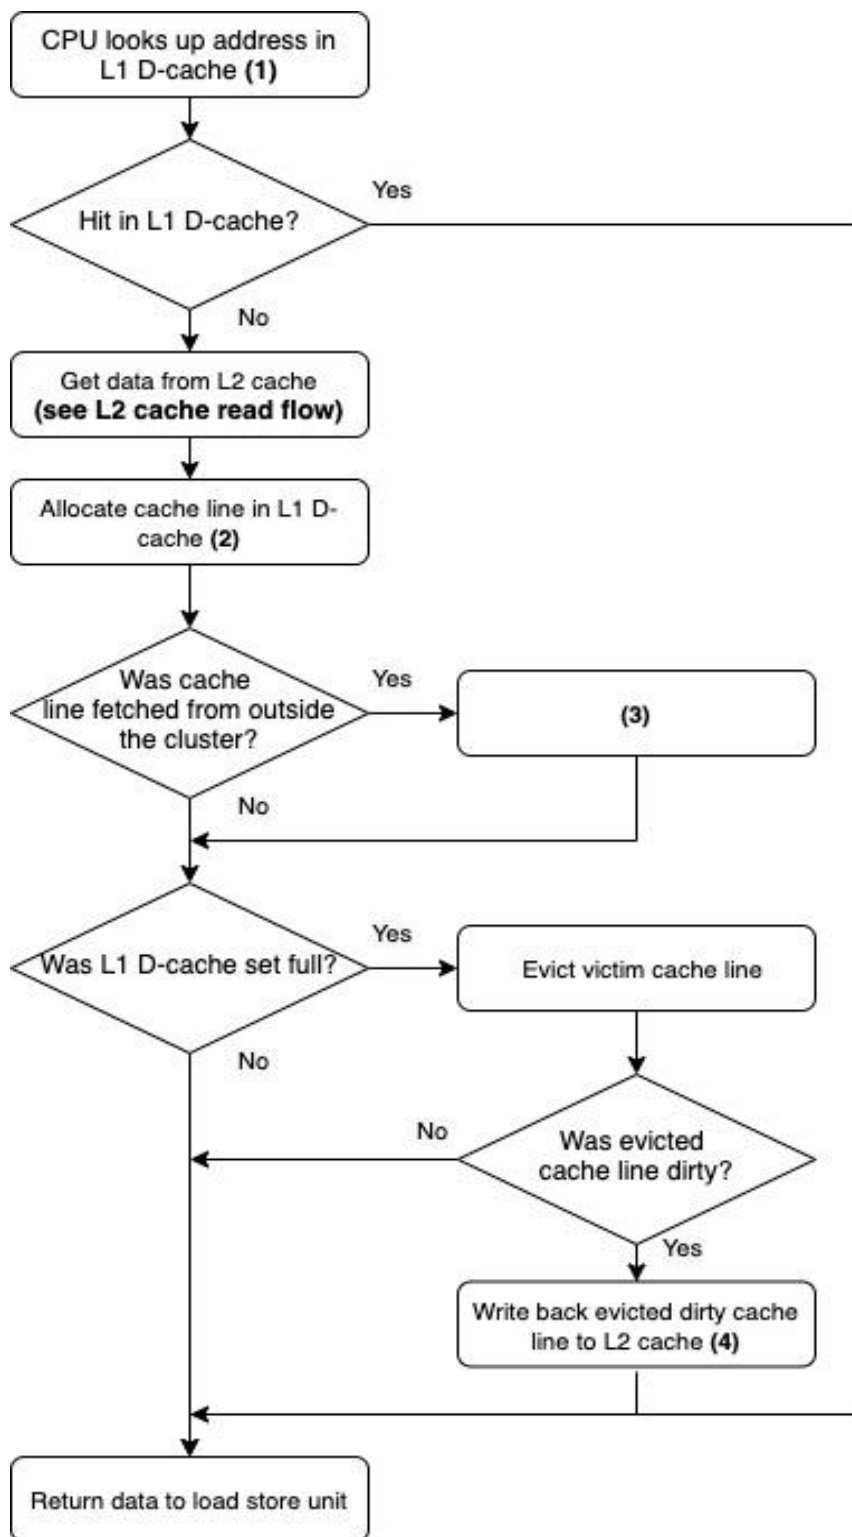 CPU looks up address in
L1 D-cache (1)
Hit in L1 D-cache?
Yes
No
Get data from L2 cache
(see L2 cache read flow)
Allocate cache line in L1 D-
cache (2)
Was cache
line fetched from outside
the cluster?
Yes
(3)
No
Was L1 D-cache set full?
Yes
Evict victim cache line
No
No
Was evicted
cache line dirty?
Yes
Write back evicted dirty cache
line to L2 cache (4)
Return data to load store unit